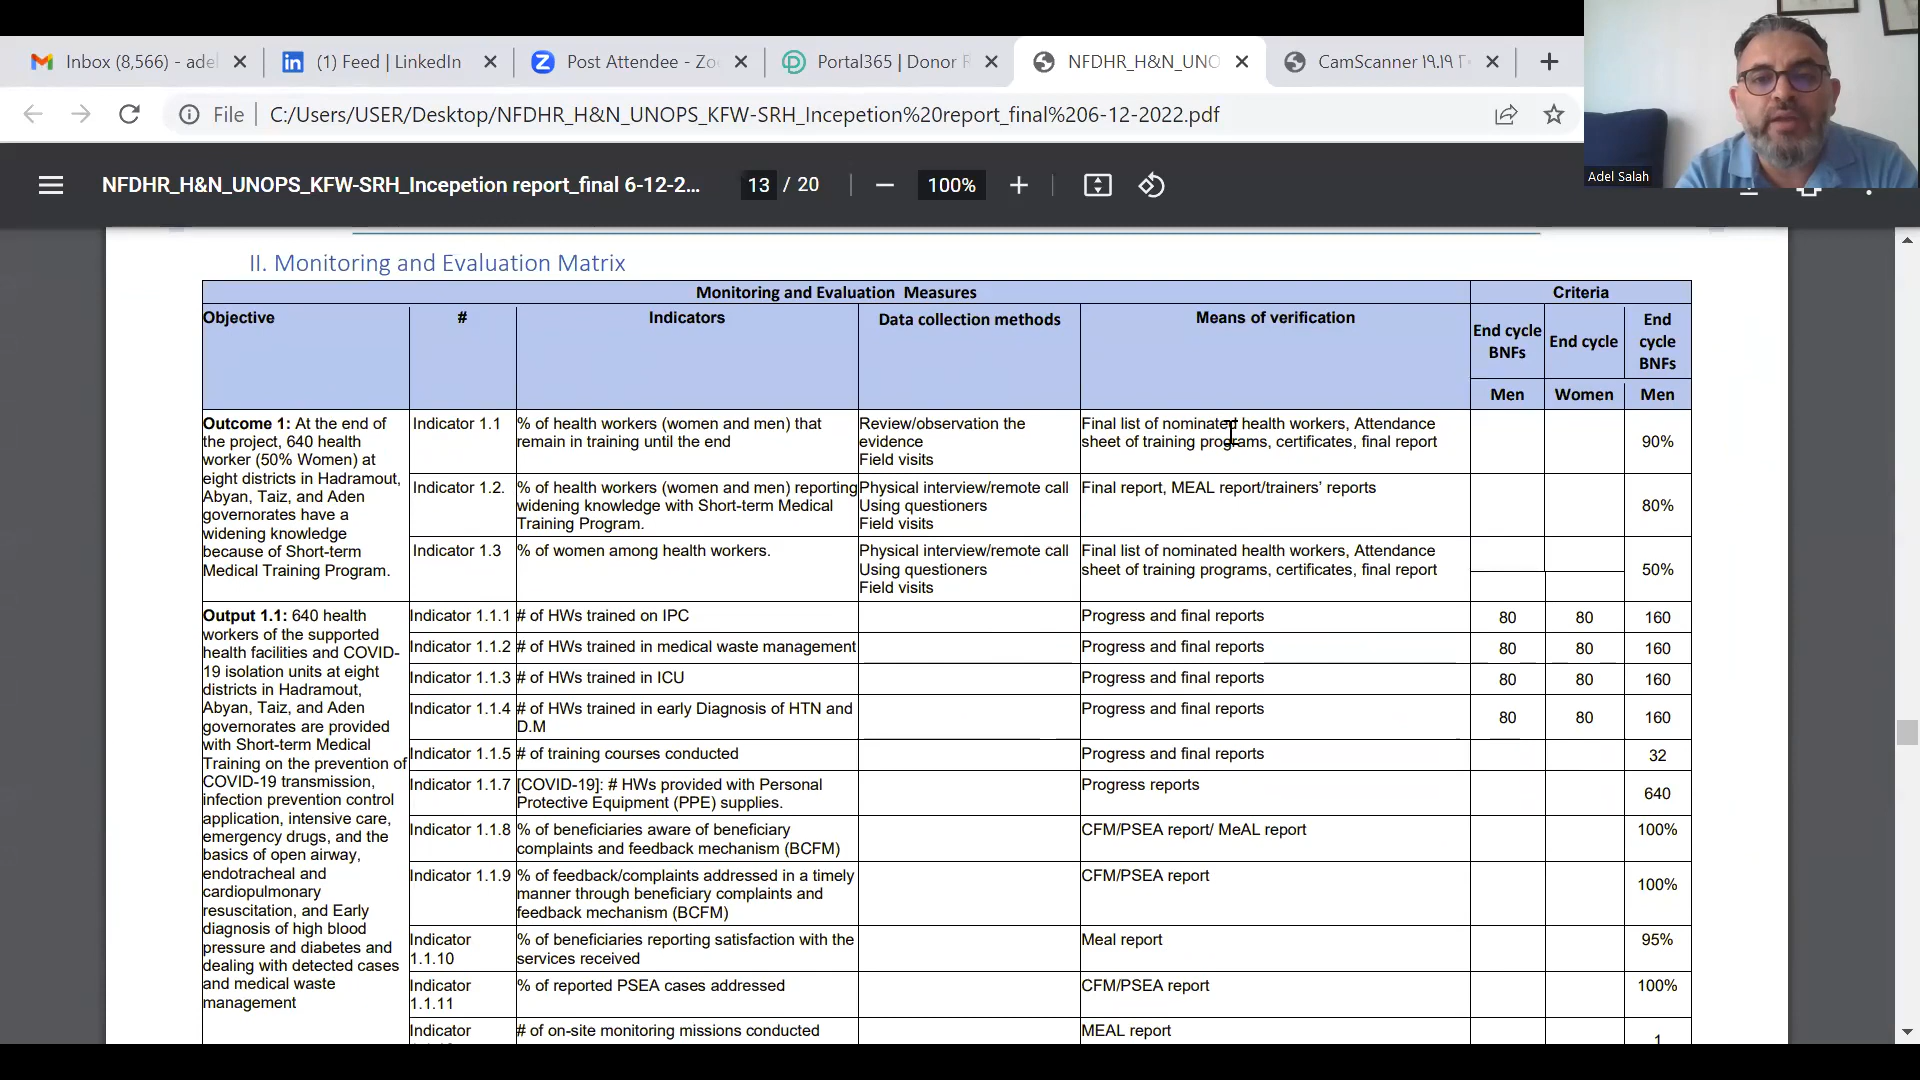 Inbox (8,566) - adel
(1) Feed | LinkedIn
Post Attendee - Zo
Portal365 | Donor R
NFDHR_H&N_UNO
CamScanner ١٩،١٩
File
C:/Users/USER/Desktop/NFDHR_H&N_UNOPS_KFW-SRH_Incepetion%20report_final%206-12-2022.pdf
Adel Salah
NFDHR_H&N_UNOPS_KFW-SRH_Incepetion report_final 6-12-2...
13 / 20
100%
II. Monitoring and Evaluation Matrix
Monitoring and Evaluation Measures
Criteria
Objective
#
Indicators
Data collection methods
Means of verification
End cycle
BNFs
End cycle
End
cycle
BNFs
Men
Women
Men
Outcome 1: At the end of
the project, 640 health
worker (50% Women) at
eight districts in Hadramout,
Abyan, Taiz, and Aden
governorates have a
widening knowledge
because of Short-term
Medical Training Program.
Indicator 1.1
% of health workers (women and men) that
remain in training until the end
Review/observation the
evidence
Field visits
Final list of nominated health workers, Attendance
sheet of training programs, certificates, final report
90%
Indicator 1.2.
% of health workers (women and men) reporting
widening knowledge with Short-term Medical
Training Program.
Physical interview/remote call
Using questioners
Field visits
Final report, MEAL report/trainers’ reports
80%
Indicator 1.3
% of women among health workers.
Physical interview/remote call
Using questioners
Field visits
Final list of nominated health workers, Attendance
sheet of training programs, certificates, final report
50%
Output 1.1: 640 health
workers of the supported
health facilities and COVID-
19 isolation units at eight
districts in Hadramout,
Abyan, Taiz, and Aden
governorates are provided
with Short-term Medical
Training on the prevention of
COVID-19 transmission,
infection prevention control
application, intensive care,
emergency drugs, and the
basics of open airway,
endotracheal and
cardiopulmonary
resuscitation, and Early
diagnosis of high blood
pressure and diabetes and
dealing with detected cases
and medical waste
management
Indicator 1.1.1
# of HWs trained on IPC
Progress and final reports
80
80
160
Indicator 1.1.2
# of HWs trained in medical waste management
Progress and final reports
80
80
160
Indicator 1.1.3
# of HWs trained in ICU
Progress and final reports
80
80
160
Indicator 1.1.4
# of HWs trained in early Diagnosis of HTN and
D.M
Progress and final reports
80
80
160
Indicator 1.1.5
# of training courses conducted
Progress and final reports
32
Indicator 1.1.7
[COVID-19]: # HWs provided with Personal
Protective Equipment (PPE) supplies.
Progress reports
640
Indicator 1.1.8
% of beneficiaries aware of beneficiary
complaints and feedback mechanism (BCFM)
CFM/PSEA report/ MeAL report
100%
Indicator 1.1.9
% of feedback/complaints addressed in a timely
manner through beneficiary complaints and
feedback mechanism (BCFM)
CFM/PSEA report
100%
Indicator
1.1.10
% of beneficiaries reporting satisfaction with the
services received
Meal report
95%
Indicator
1.1.11
% of reported PSEA cases addressed
CFM/PSEA report
100%
Indicator
# of on-site monitoring missions conducted
MEAL report
1